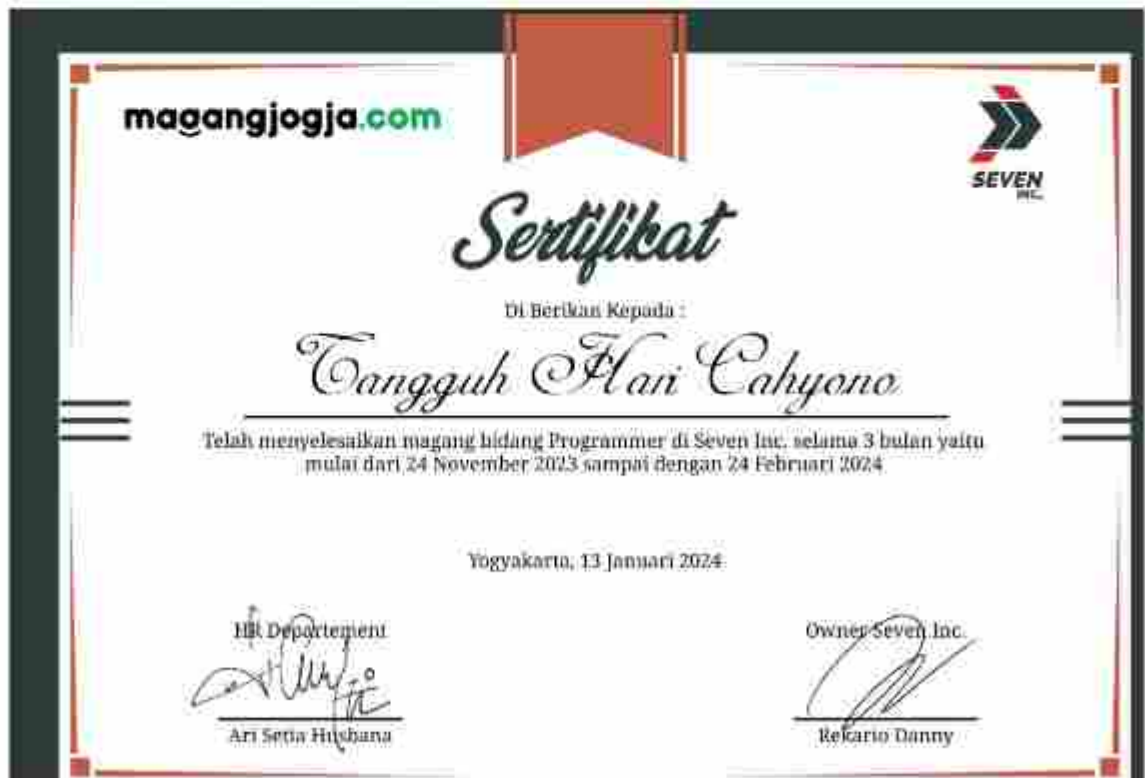 magangjogja.com
SEVEN
INC.
Sertifikat
Di Berikan Kepada :
Tangguh Hari Cahyono
Telah menyelesaikan magang bidang Programmer di Seven Inc. selama 3 bulan yaitu
mulai dari 24 November 2023 sampai dengan 24 Februari 2024
Yogyakarta, 13 Januari 2024
HR Departement
Owner Seven Inc.
Ari Setia Husbana
Rekario Danny